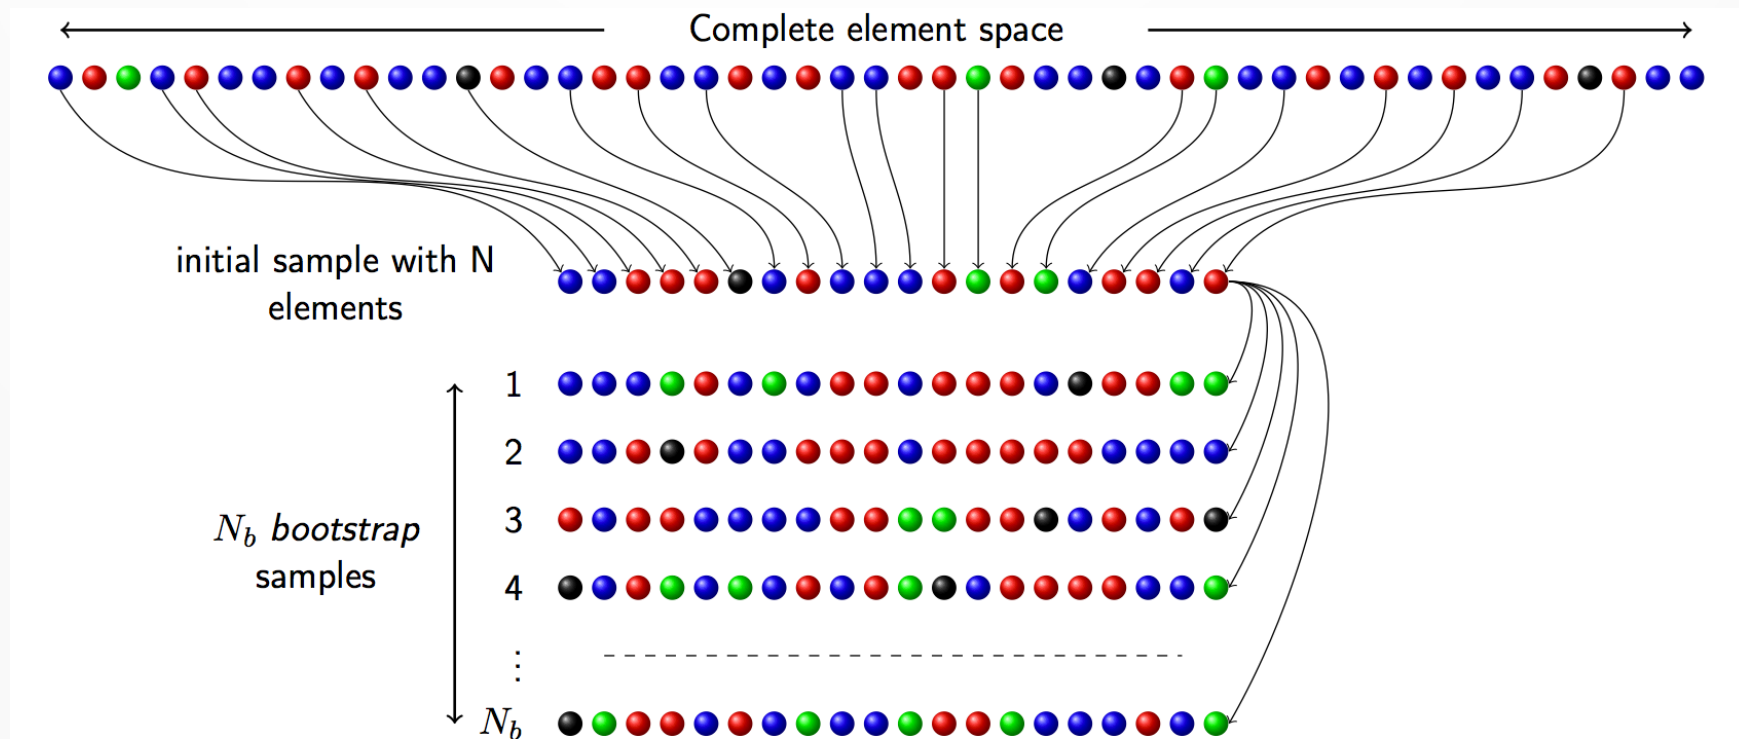 Complete element space
initial sample with N
elements
1
2
3
4
⋮
N_b
N_b bootstrap
samples